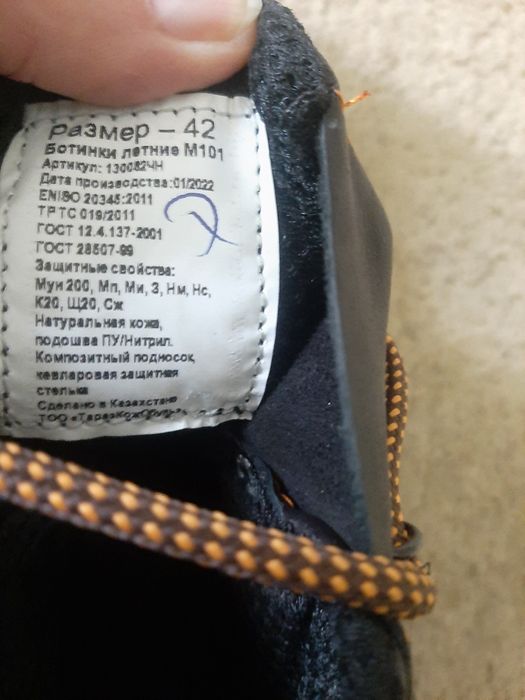 Размер – 42
Ботинки летние М101
Артикул: 130082ЧН
Дата производства:01/2022
EN/ISO 20345:2011
ТР ТС 019/2011
ГОСТ 12.4.137-2001
ГОСТ 28507-99
Защитные свойства:
Мун 200, Мп, Ми, З, Нм, Нс,
К20, Щ20, Сж
Натуральная кожа,
подошва ПУ/Нитрил.
Композитный подносок,
кевларовая защитная
стелька
Сделано в Казахстане
ТОО «ТаразКожОбувь»